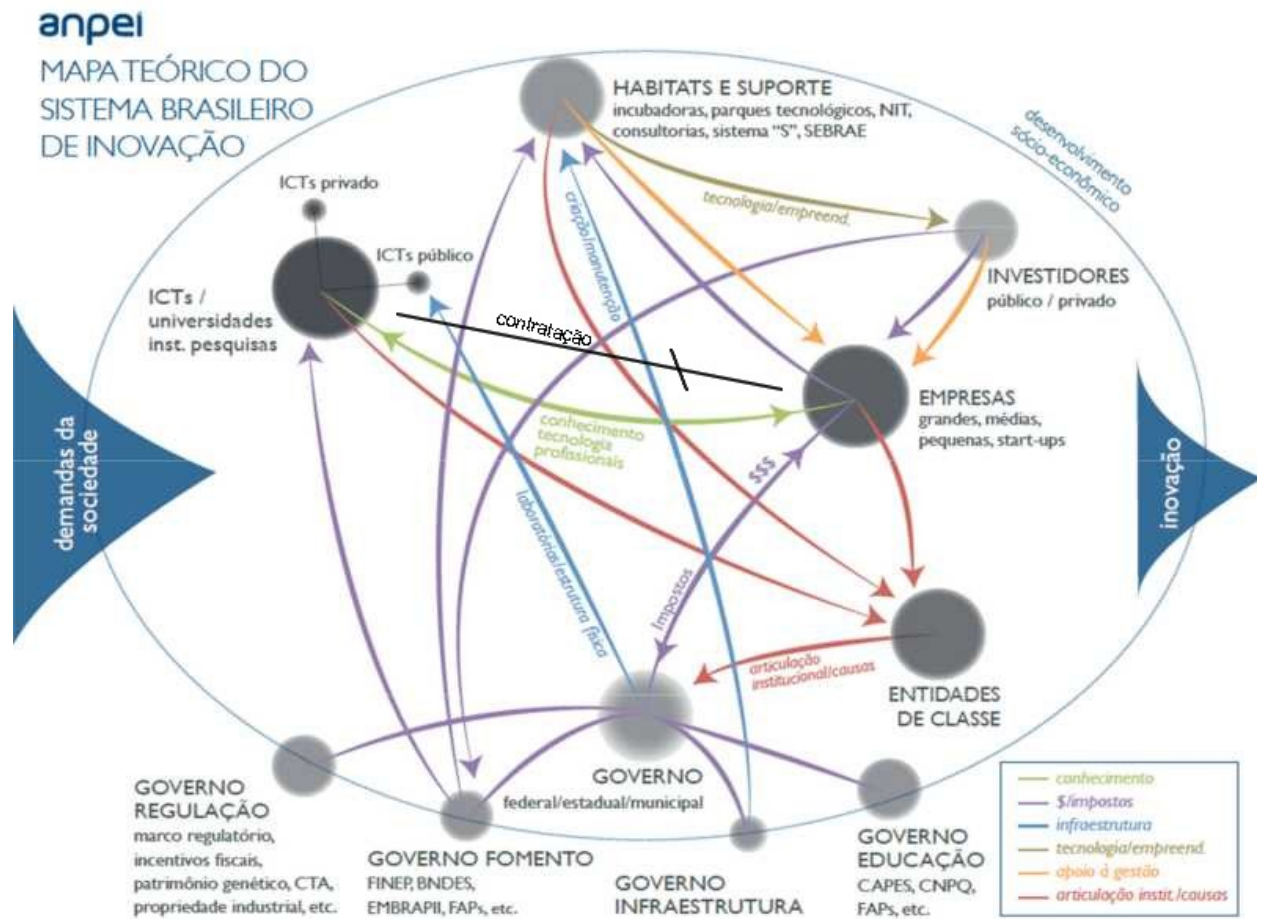 anpei
MAPA TEÓRICO DO
SISTEMA BRASILEIRO
DE INOVAÇÃO
HABITATS E SUPORTE
incubadoras, parques tecnológicos, NIT,
consultorias, sistema "S", SEBRAE
desenvolvimento
sócio-econômico
ICTs privado
ICTs público
ICTs /
universidades
inst. pesquisas
tecnologia/empreend.
criação/manutenção
INVESTIDORES
público / privado
contratação
EMPRESAS
grandes, médias,
pequenas, start-ups
conhecimento
tecnologia
profissionais
demandas da
sociedade
inovação
$$$
Impostos
laboratórios/estrutura física
articulação
institucional/causas
ENTIDADES
DE CLASSE
GOVERNO
federal/estadual/municipal
GOVERNO
REGULAÇÃO
marco regulatório,
incentivos fiscais,
patrimônio genético, CTA,
propriedade industrial, etc.
GOVERNO FOMENTO
FINEP, BNDES,
EMBRAPII, FAPs, etc.
GOVERNO
INFRAESTRUTURA
GOVERNO
EDUCAÇÃO
CAPES, CNPQ,
FAPs, etc.
conhecimento
$/impostos
infraestrutura
tecnologia/empreend.
apoio à gestão
articulação instit./causas